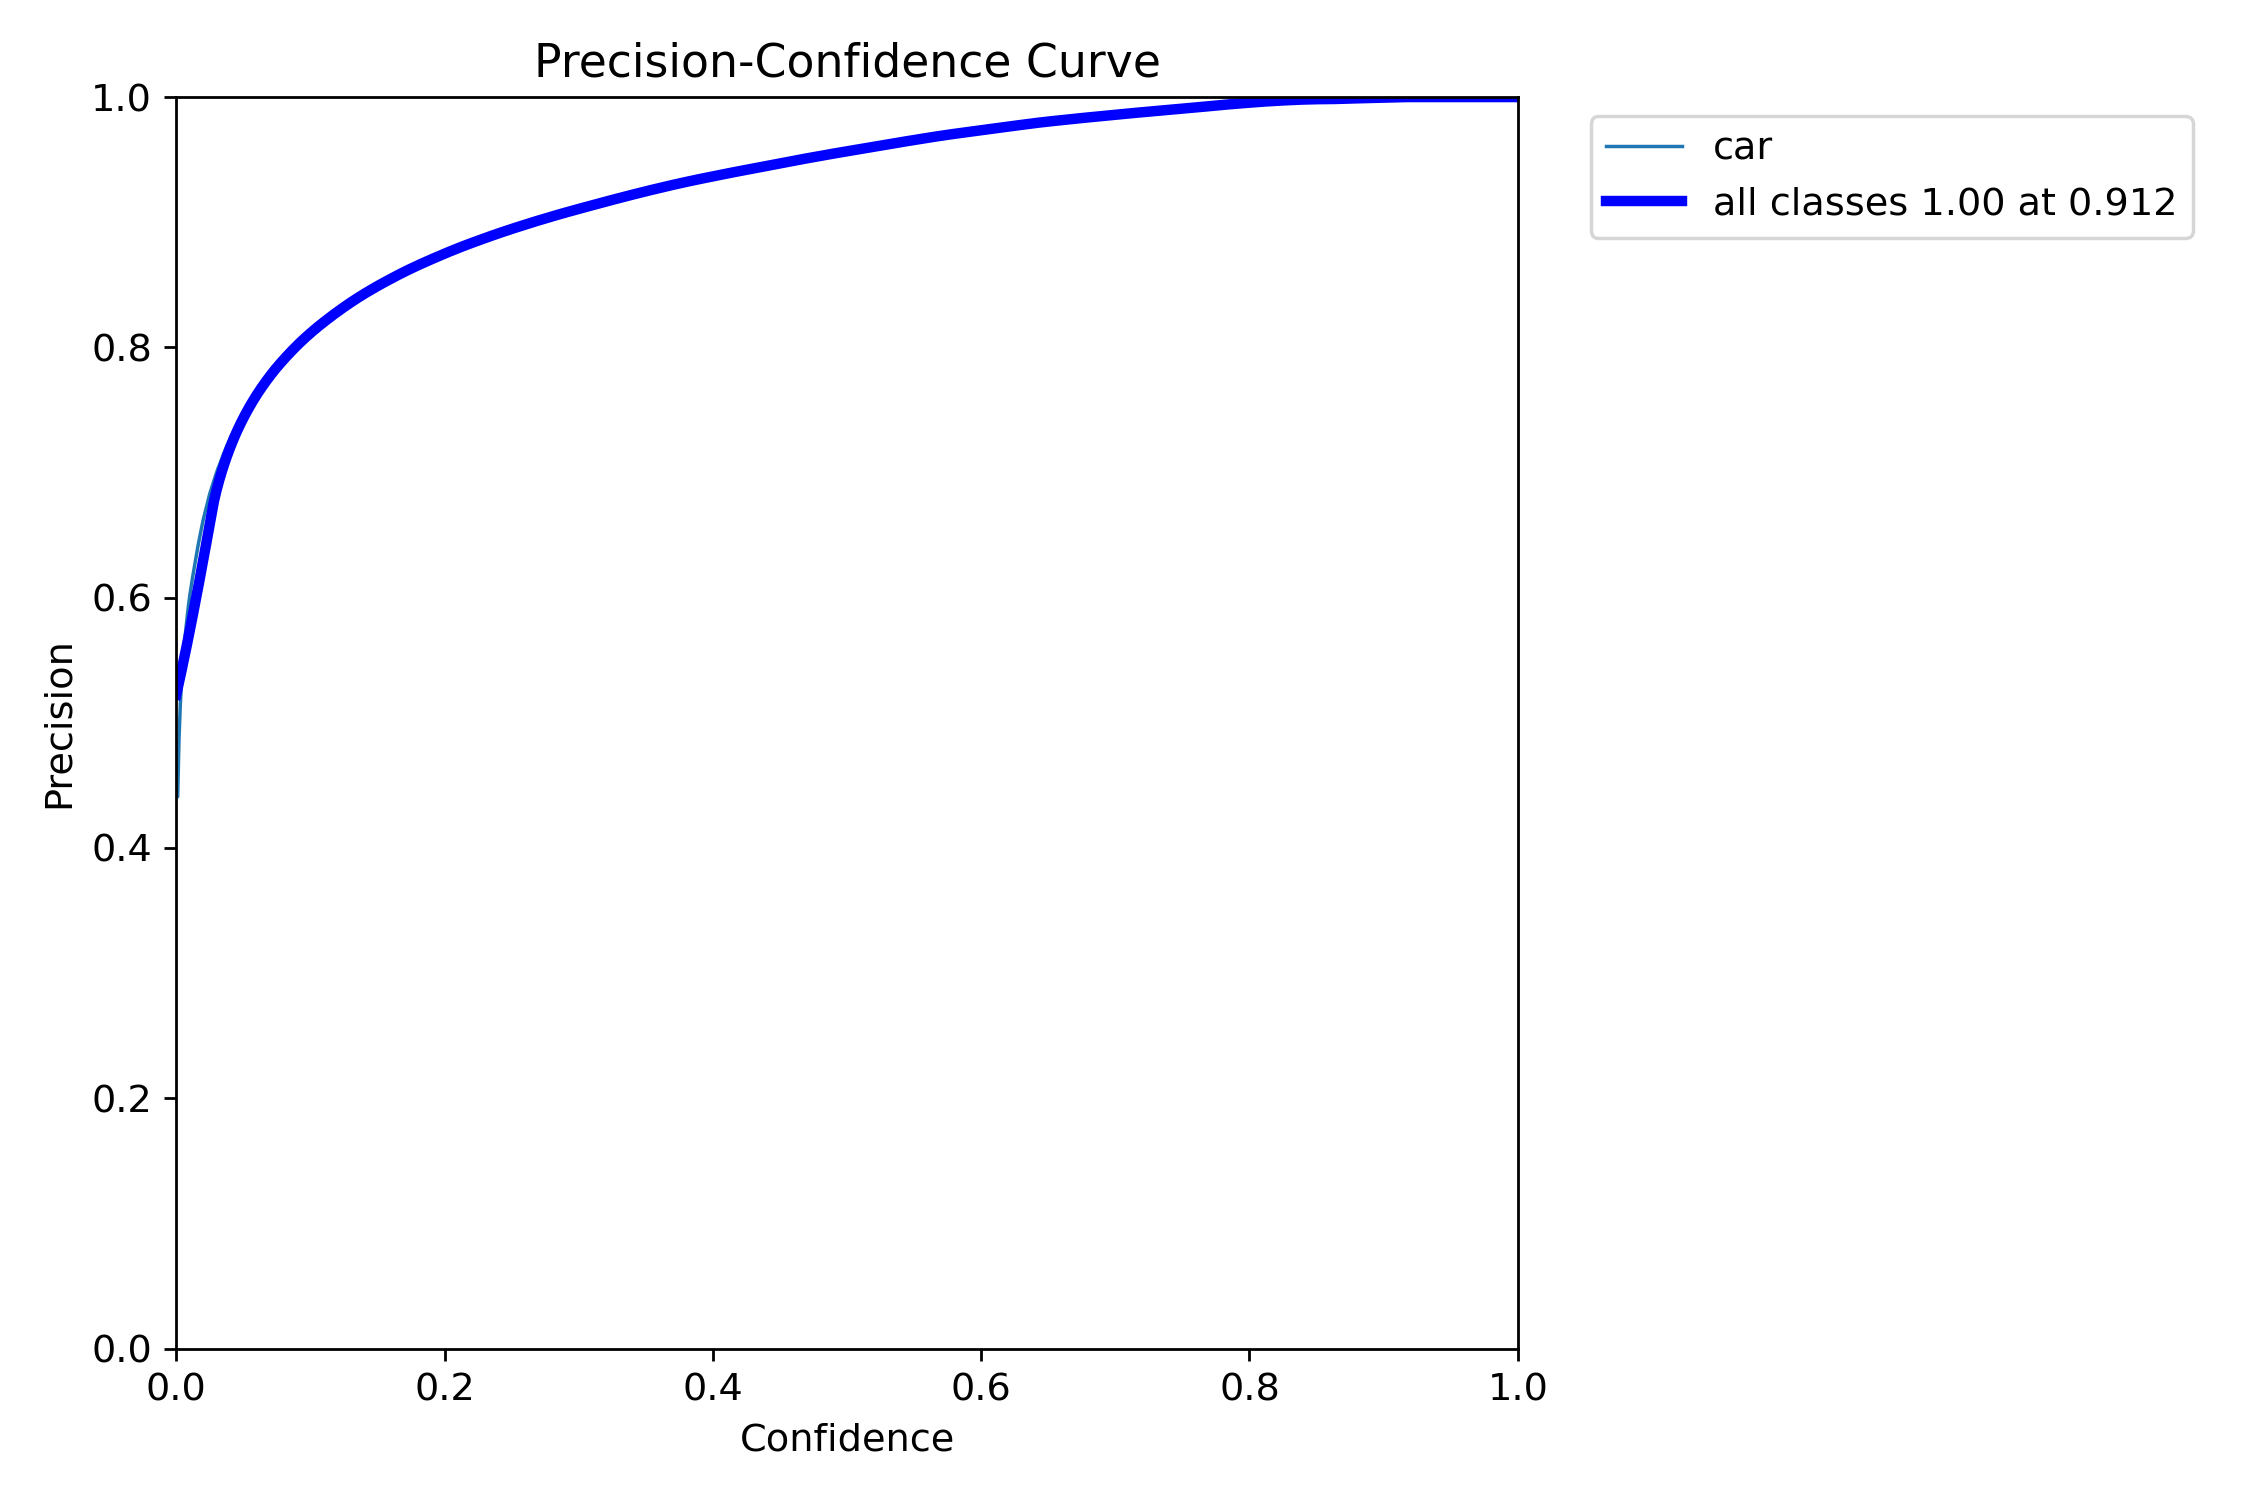 Precision-Confidence Curve
1.0
0.8
0.6
0.4
0.2
0.0
Precision
0.0 0.2 0.4 0.6 0.8 1.0
Confidence
car
all classes 1.00 at 0.912